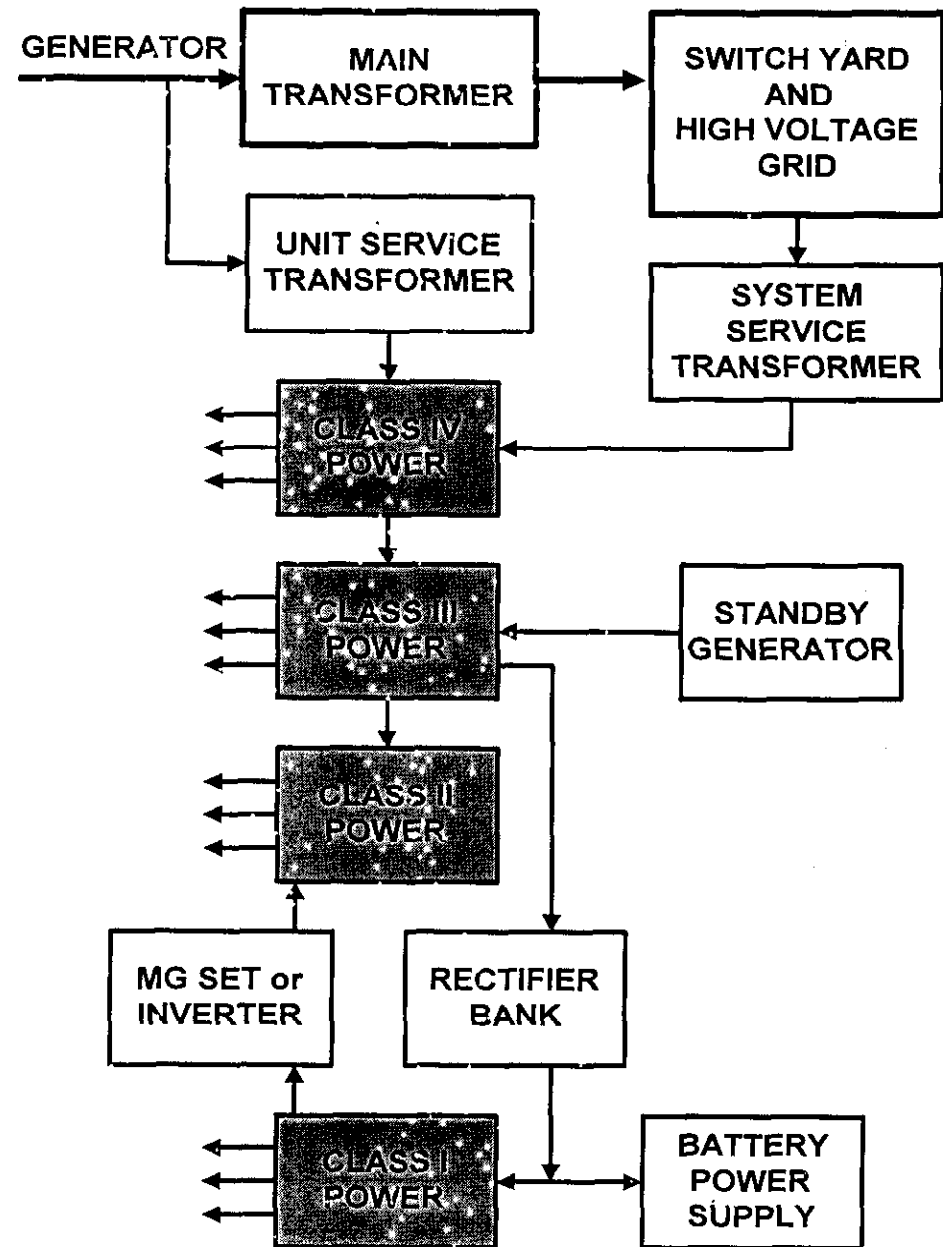 GENERATOR
MAIN
TRANSFORMER
SWITCH YARD
AND
HIGH VOLTAGE
GRID
UNIT SERVICE
TRANSFORMER
SYSTEM
SERVICE
TRANSFORMER
CLASS IV
POWER
CLASS III
POWER
STANDBY
GENERATOR
CLASS II
POWER
MG SET or
INVERTER
RECTIFIER
BANK
CLASS I
POWER
BATTERY
POWER
SUPPLY